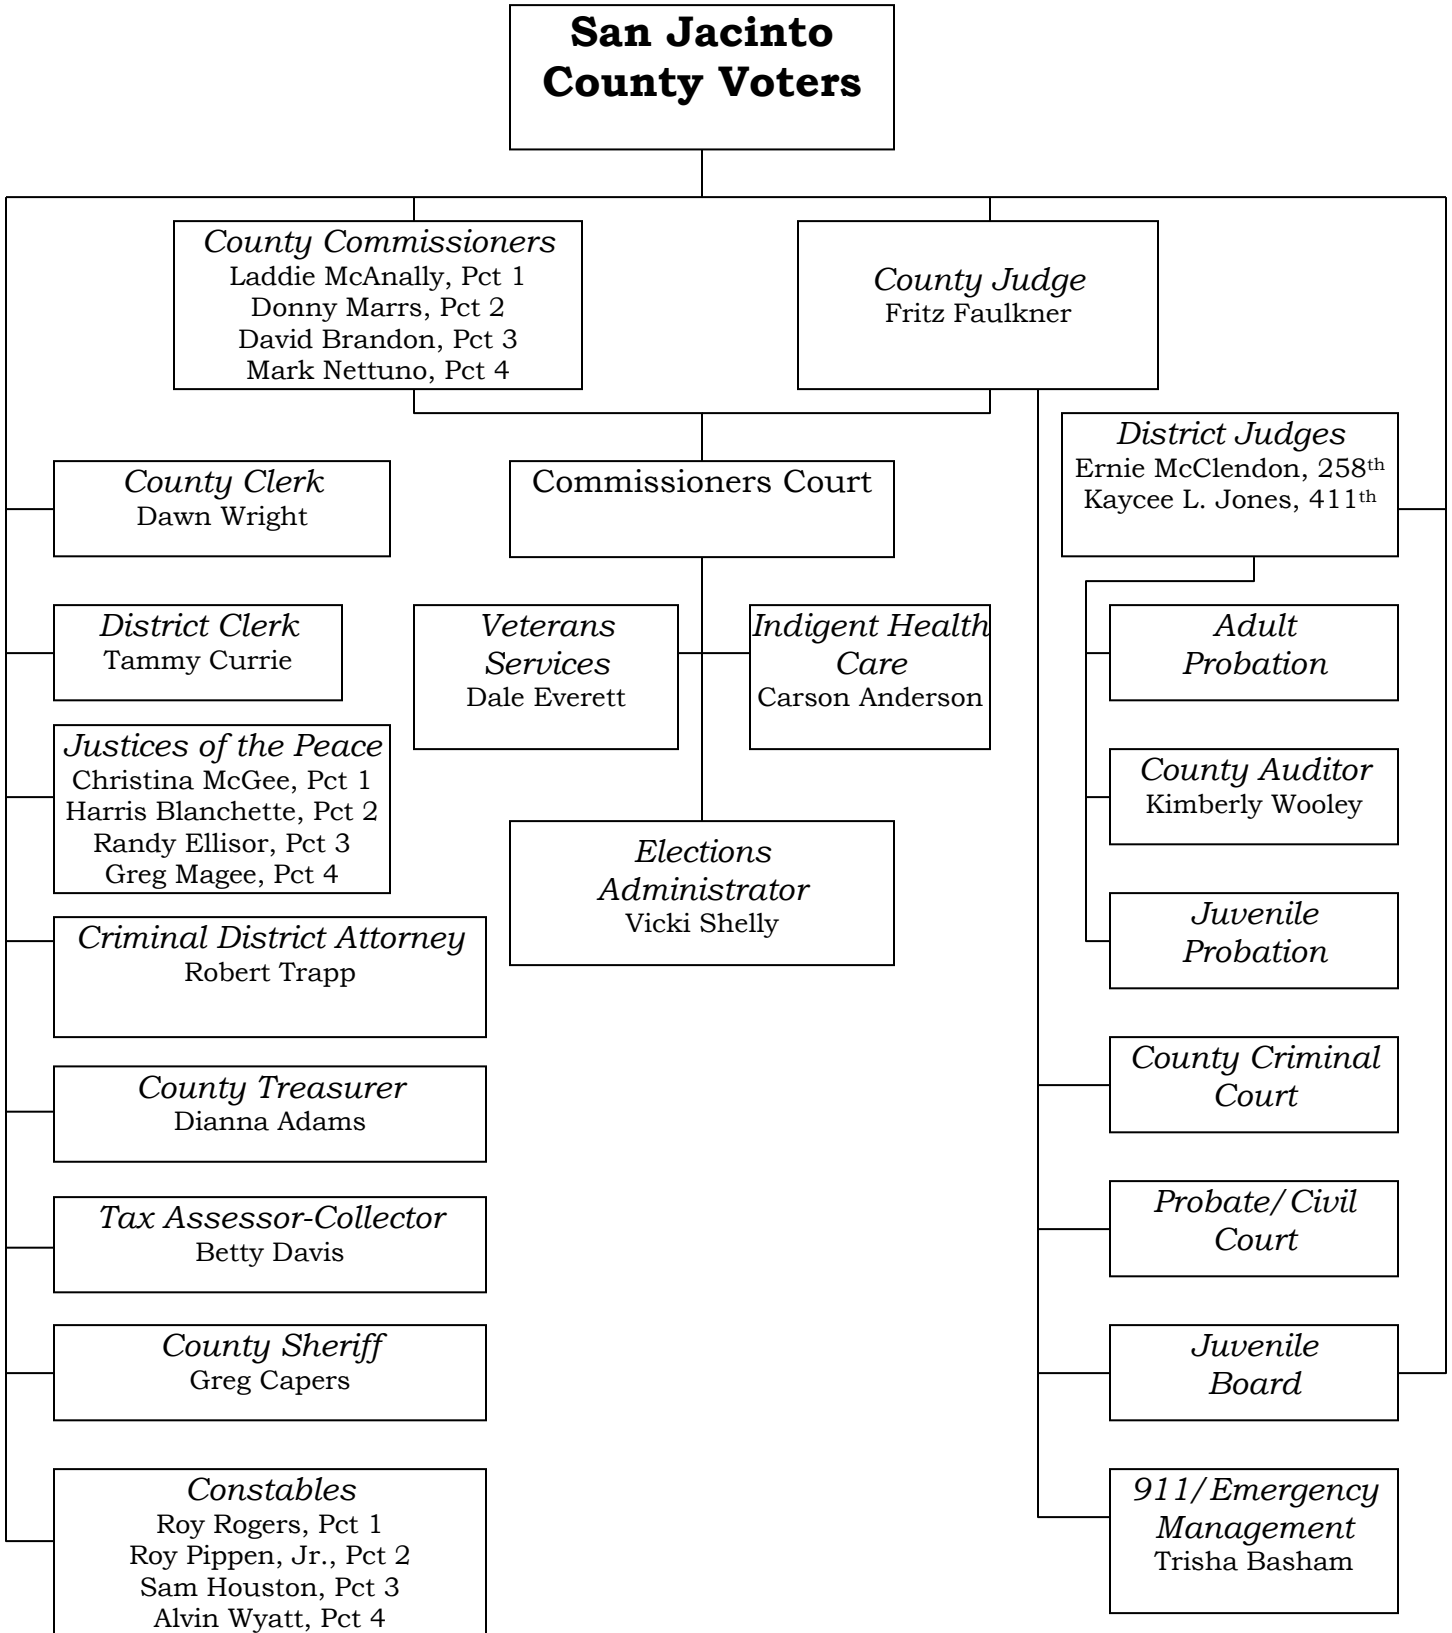 San Jacinto
County Voters
County Commissioners
Laddie McAnally, Pct 1
Donny Marrs, Pct 2
David Brandon, Pct 3
Mark Nettuno, Pct 4
County Judge
Fritz Faulkner
County Clerk
Dawn Wright
Commissioners Court
District Judges
Ernie McClendon, 258th
Kaycee L. Jones, 411th
District Clerk
Tammy Currie
Veterans
Services
Dale Everett
Indigent Health
Care
Carson Anderson
Adult
Probation
Justices of the Peace
Christina McGee, Pct 1
Harris Blanchette, Pct 2
Randy Ellisor, Pct 3
Greg Magee, Pct 4
County Auditor
Kimberly Wooley
Elections
Administrator
Vicki Shelly
Juvenile
Probation
Criminal District Attorney
Robert Trapp
County Treasurer
Dianna Adams
County Criminal
Court
Tax Assessor-Collector
Betty Davis
Probate/Civil
Court
County Sheriff
Greg Capers
Juvenile
Board
Constables
Roy Rogers, Pct 1
Roy Pippen, Jr., Pct 2
Sam Houston, Pct 3
Alvin Wyatt, Pct 4
911/Emergency
Management
Trisha Basham